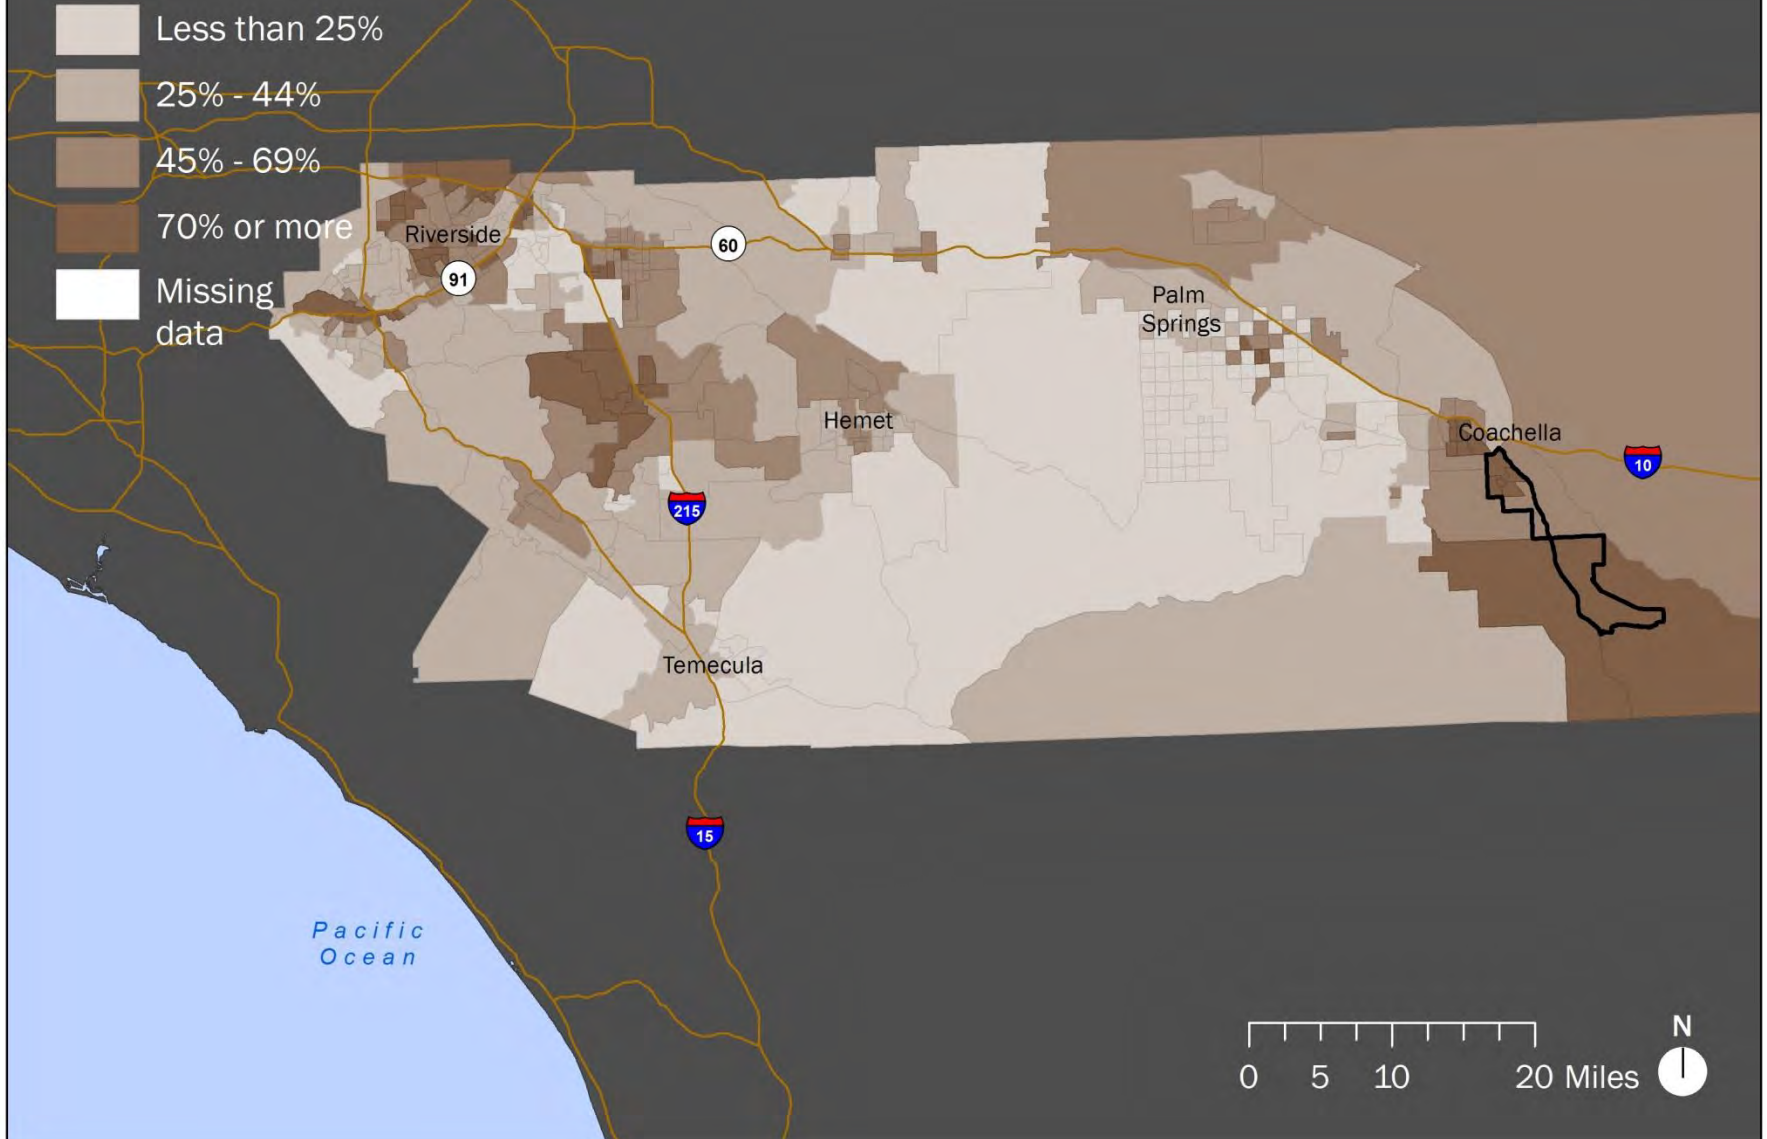 Less than 25%
25% - 44%
45% - 69%
70% or more
Missing
data
Riverside
91
60
Palm
Springs
Hemet
Coachella
10
215
Temecula
15
Pacific
Ocean
N
0 5 10 20 Miles